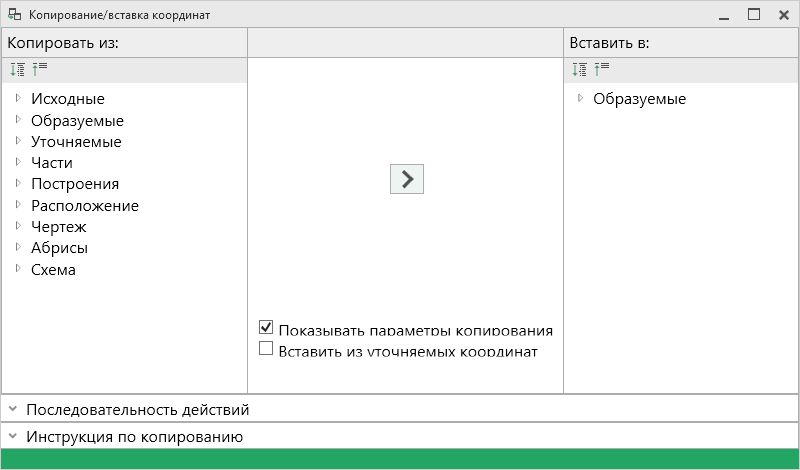 Копирование/вставка координат
Копировать из:
Исходные
Образуемые
Уточняемые
Части
Построения
Расположение
Чертеж
Абрисы
Схема
Показывать параметры копирования
Вставить из уточняемых координат
Вставить в:
Образуемые
Последовательность действий
Инструкция по копированию